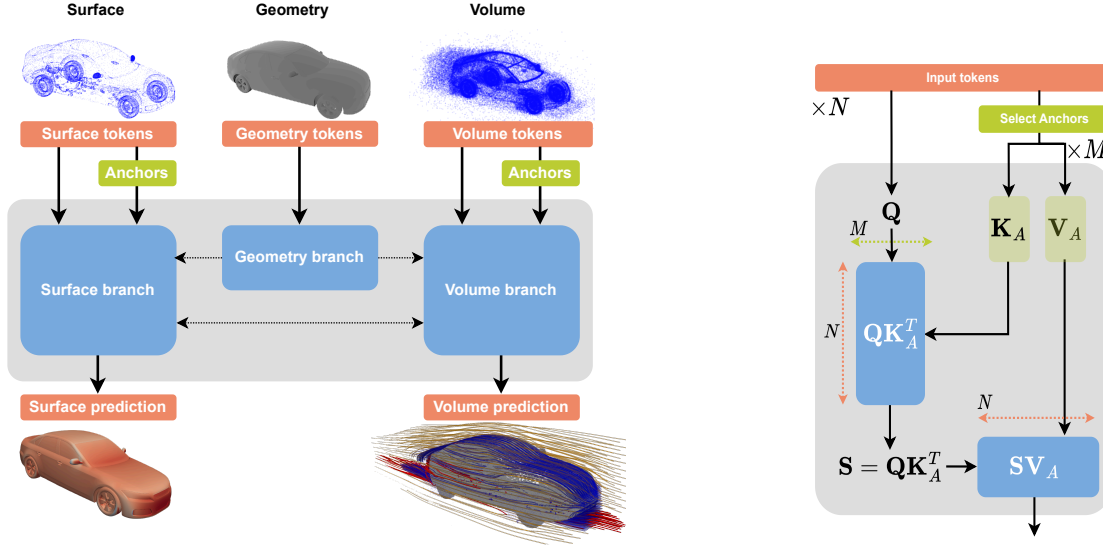 Surface
Geometry
Volume
Surface tokens
Geometry tokens
Volume tokens
Anchors
Anchors
Surface branch
Geometry branch
Volume branch
Surface prediction
Volume prediction
Input tokens
×N
Select Anchors
×M
Q
K_A
V_A
M
N
QK_A^T
N
S = QK_A^T
SV_A